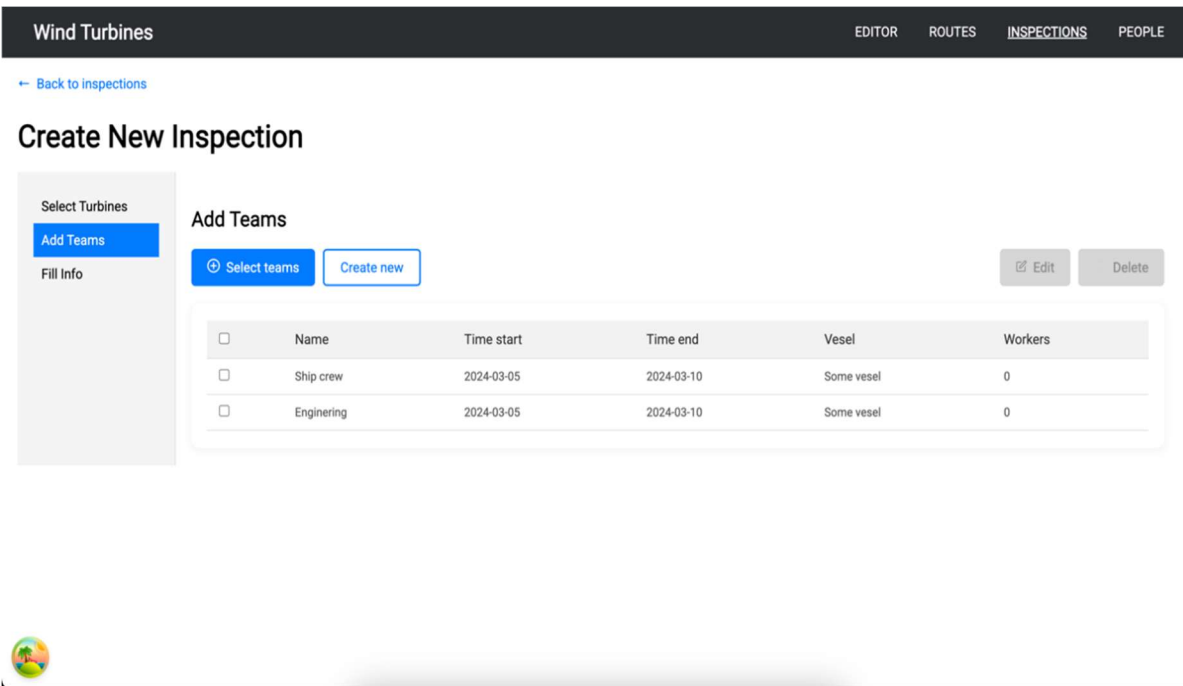 Wind Turbines EDITOR ROUTES INSPECTIONS PEOPLE
← Back to inspections
Create New Inspection
Select Turbines
Add Teams
Fill Info
Add Teams
Select teams Create new Edit Delete
Name Time start Time end Vesel Workers
Ship crew 2024-03-05 2024-03-10 Some vesel 0
Enginering 2024-03-05 2024-03-10 Some vesel 0